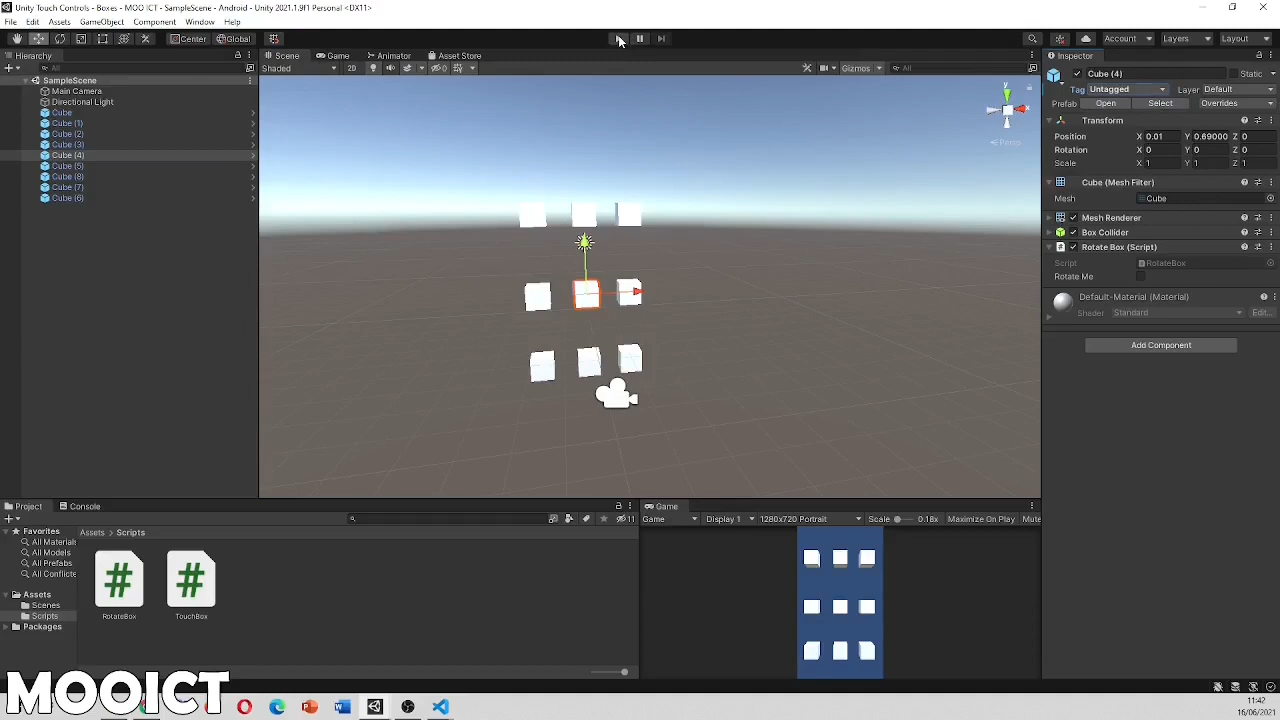 Unity Touch Controls - Boxes - MOO ICT - SampleScene - Android - Unity 2021.1.9f1 Personal <DX11>
File Edit Assets GameObject Component Window Help
Center Global Account Layers Layout
Hierarchy
All
SampleScene
Main Camera
Directional Light
Cube
Cube (1)
Cube (2)
Cube (3)
Cube (4)
Cube (5)
Cube (8)
Cube (7)
Cube (6)
Scene Game Animator Asset Store
Shaded 2D 0 Gizmos All
y
x
Persp
Inspector
Cube (4) Static
Tag Untagged Layer Default
Prefab Open Select Overrides
Transform
Position X 0.01 Y 0.69000 Z 0
Rotation X 0 Y 0 Z 0
Scale X 1 Y 1 Z 1
Cube (Mesh Filter)
Mesh Cube
Mesh Renderer
Box Collider
Rotate Box (Script)
Script RotateBox
Rotate Me
Default-Material (Material)
Shader Standard Edit...
Add Component
Project Console
11
Favorites
All Materials
All Models
All Prefabs
All Conflicts
Assets
Scenes
Scripts
Packages
Assets > Scripts
RotateBox TouchBox
Game
Game Display 1 1280x720 Portrait Scale 0.18x Maximize On Play Mute
MOOICT
11:42
16/06/2021